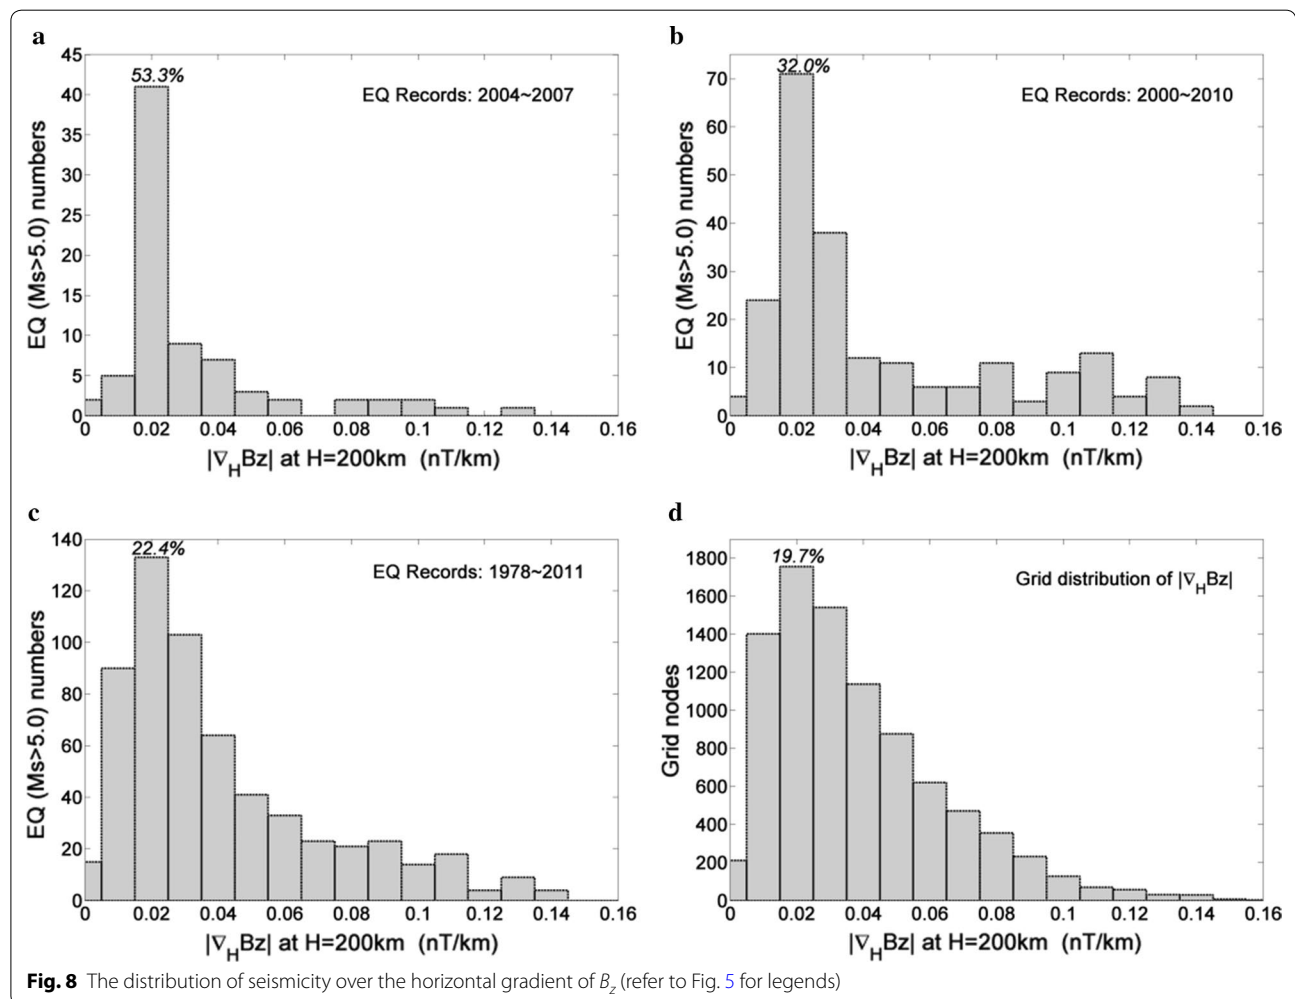 a
45
40
35
30
25
20
15
10
5
0
EQ (Ms>5.0) numbers
53.3%
EQ Records: 2004~2007
0 0.02 0.04 0.06 0.08 0.1 0.12 0.14 0.16
|∇HBz| at H=200km (nT/km)
b
70
60
50
40
30
20
10
0
EQ (Ms>5.0) numbers
32.0%
EQ Records: 2000~2010
0 0.02 0.04 0.06 0.08 0.1 0.12 0.14 0.16
|∇HBz| at H=200km (nT/km)
c
140
120
100
80
60
40
20
0
EQ (Ms>5.0) numbers
22.4%
EQ Records: 1978~2011
0 0.02 0.04 0.06 0.08 0.1 0.12 0.14 0.16
|∇HBz| at H=200km (nT/km)
d
1800
1600
1400
1200
1000
800
600
400
200
0
Grid nodes
19.7%
Grid distribution of |∇HBz|
0 0.02 0.04 0.06 0.08 0.1 0.12 0.14 0.16
|∇HBz| at H=200km (nT/km)
Fig. 8 The distribution of seismicity over the horizontal gradient of Bz (refer to Fig. 5 for legends)